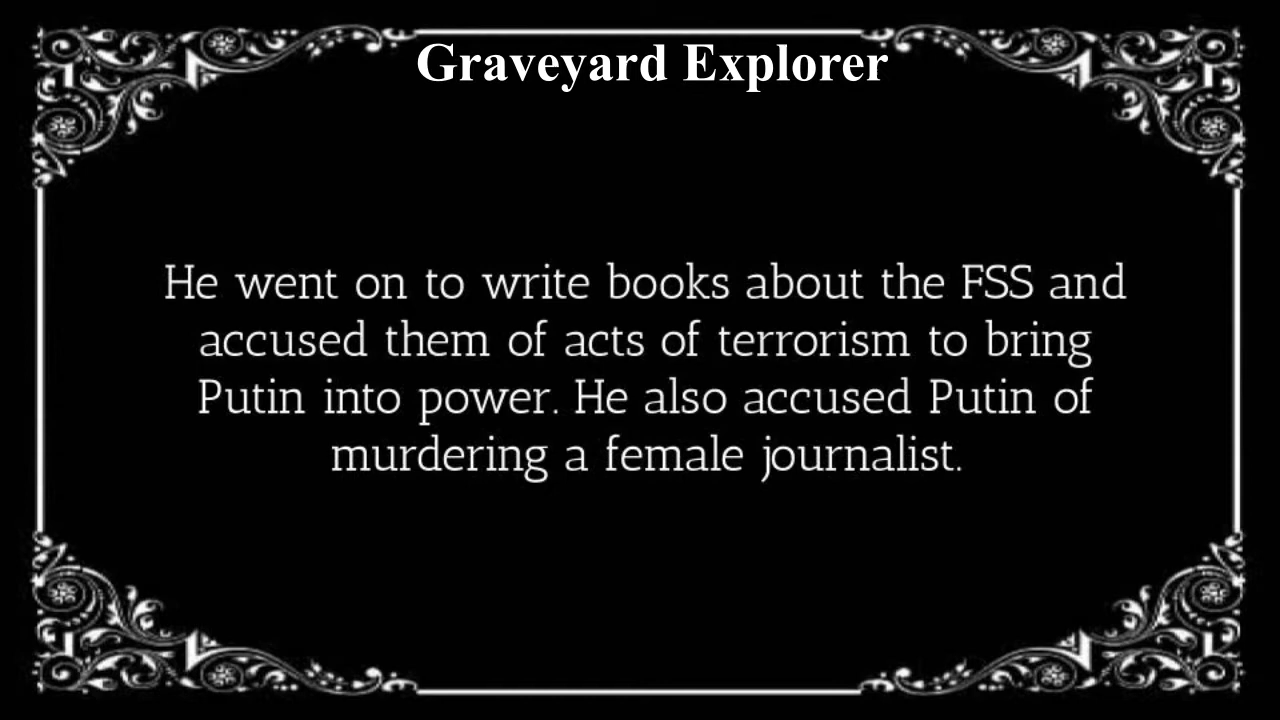 Graveyard Explorer
He went on to write books about the FSS and
accused them of acts of terrorism to bring
Putin into power. He also accused Putin of
murdering a female journalist.